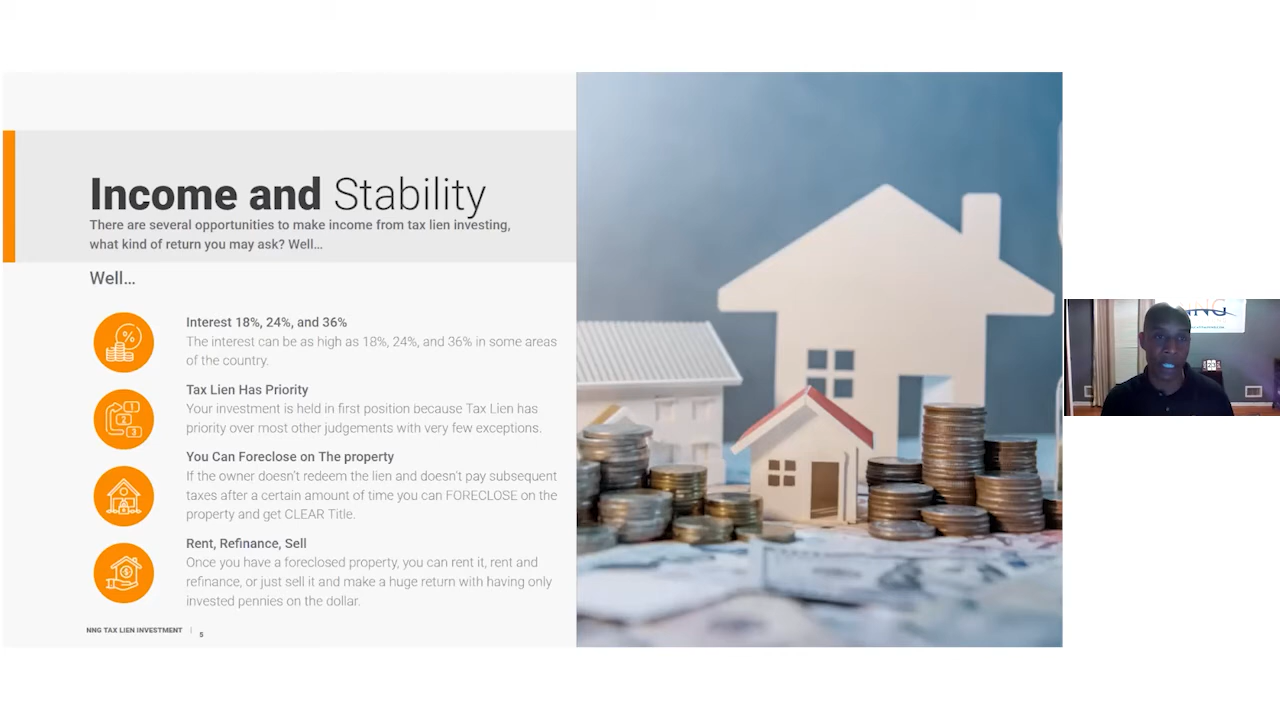 Income and Stability
There are several opportunities to make income from tax lien investing,
what kind of return you may ask? Well...
Well...
Interest 18%, 24%, and 36%
The interest can be as high as 18%, 24%, and 36% in some areas
of the country.
Tax Lien Has Priority
Your investment is held in first position because Tax Lien has
priority over most other judgements with very few exceptions.
You Can Foreclose on The property
If the owner doesn't redeem the lien and doesn't pay subsequent
taxes after a certain amount of time you can FORECLOSE on the
property and get CLEAR Title.
Rent, Refinance, Sell
Once you have a foreclosed property, you can rent it, rent and
refinance, or just sell it and make a huge return with having only
invested pennies on the dollar.
NNG TAX LIEN INVESTMENT | 5
NNG